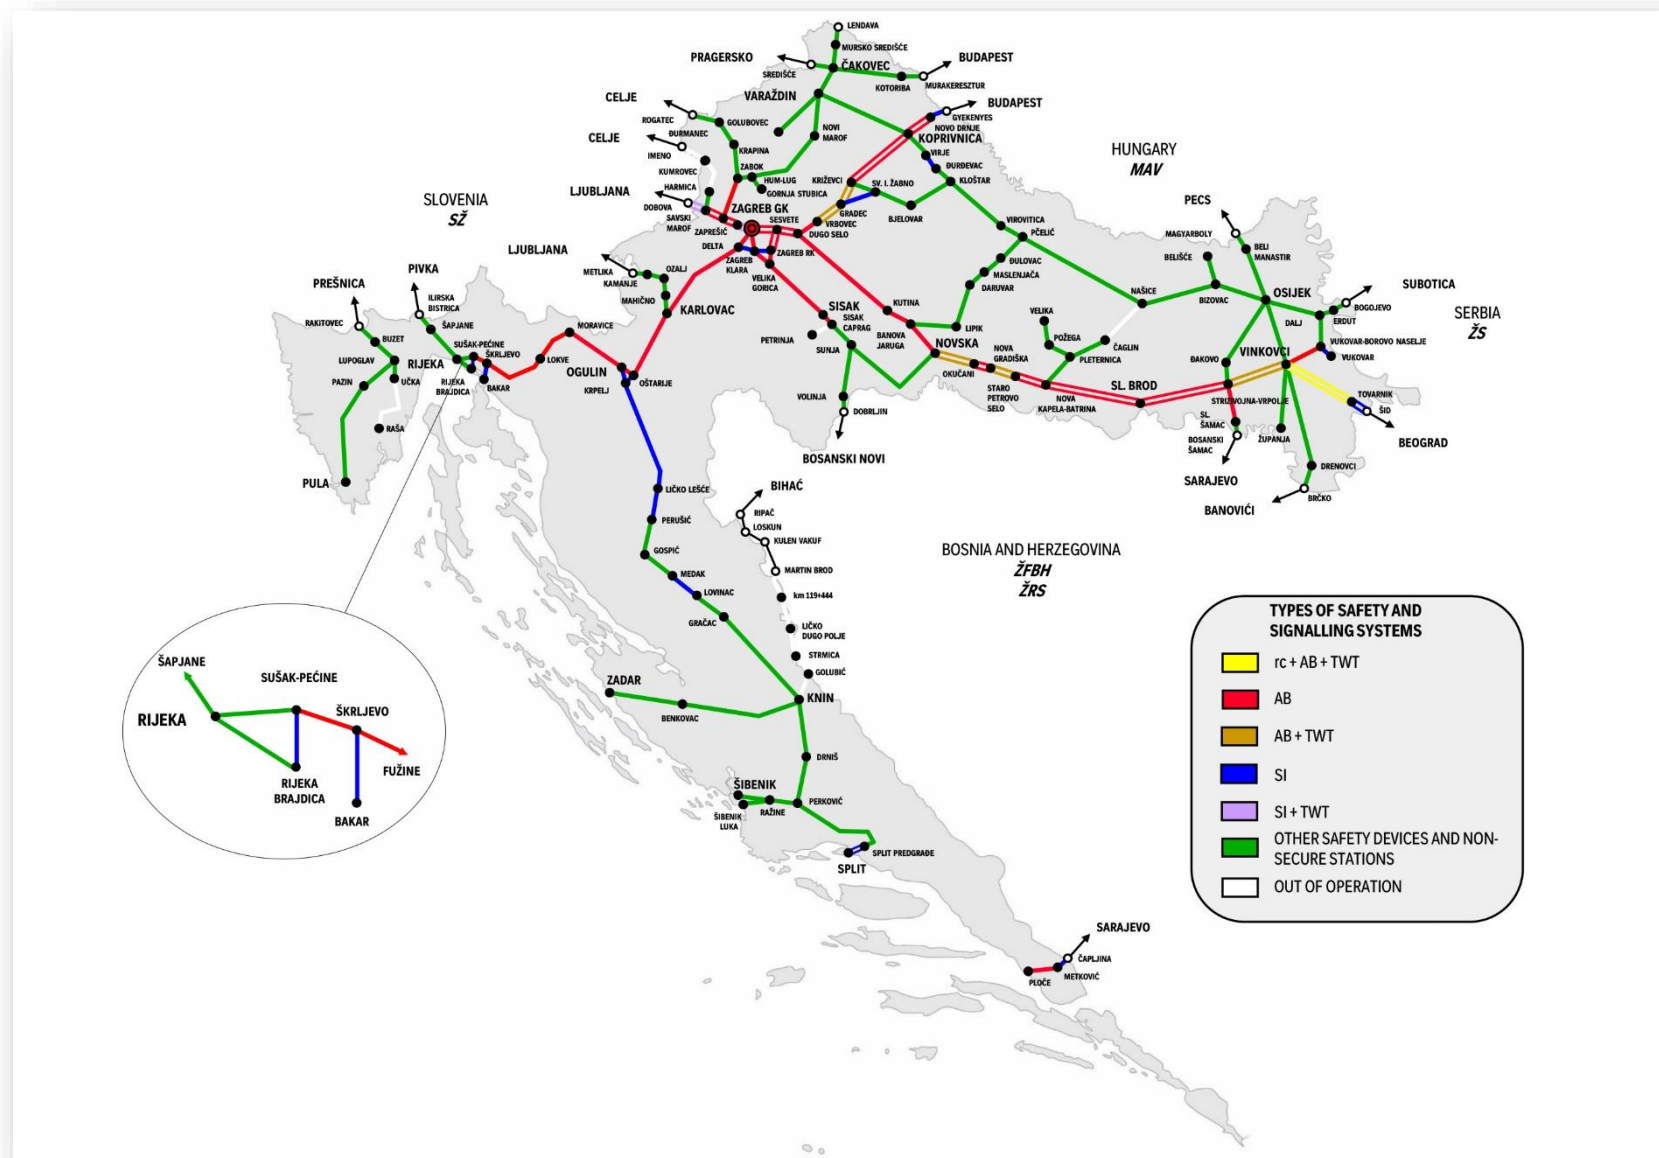 LENDAVA
MURSKO SREDIŠĆE
PRAGERSKO
SREDIŠĆE
ČAKOVEC
BUDAPEST
KOTORIBA
MURAKERESZTUR
CELJE
VARAŽDIN
BUDAPEST
ROGATEC
GOLUBOVEC
GYEKENYES
NOVO DRNJE
CELJE
ĐURMANEC
NOVI
MAROF
KOPRIVNICA
IMENO
KRAPINA
VIRJE
HUNGARY
MAV
KUMROVEC
ZABOK
ĐURĐEVAC
HUM-LUG
GORNJA STUBICA
KRIŽEVCI
SV. I. ŽABNO
KLOŠTAR
LJUBLJANA
HARMICA
SLOVENIA
SŽ
DOBOVA
ZAGREB GK
GRADEC
BJELOVAR
PECS
SAVSKI
MAROF
ZAPREŠIĆ
SESVETE
VRBOVEC
DUGO SELO
VIROVITICA
PČELIĆ
MAGYARBOLY
LJUBLJANA
DELTA
ZAGREB
KLARA
ZAGREB RK
VELIKA
GORICA
BELIŠĆE
BELI
MANASTIR
METLIKA
KAMANJE
OZALJ
MAHIČNO
ĐULOVAC
MASLENJAČA
DARUVAR
PIVKA
PREŠNICA
ILIRSKA
BISTRICA
KARLOVAC
SISAK
SISAK
CAPRAG
KUTINA
NAŠICE
BIZOVAC
OSIJEK
SUBOTICA
SERBIA
ŽS
RAKITOVEC
ŠAPJANE
MORAVICE
PETRINJA
SUNJA
BANOVA
JARUGA
LIPIK
VELIKA
POŽEGA
ČAGLIN
DALJ
ERDUT
BOGOJEVO
BUZET
SUŠAK-PEĆINE
ŠKRLJEVO
LOKVE
NOVSKA
NOVA
GRADIŠKA
PLETERNICA
ĐAKOVO
VINKOVCI
VUKOVAR-BOROVO NASELJE
VUKOVAR
LUPOGLAV
RIJEKA
OGULIN
PAZIN
UČKA
RIJEKA
BRAJDICA
BAKAR
KRPELJ
OŠTARIJE
OKUČANI
STARO
PETROVO
SELO
NOVA
KAPELA-BATRINA
SL. BROD
STRIZIVOJNA-VRPOLJE
TOVARNIK
ŠID
RAŠA
VOLINJA
DOBRLJIN
SL.
ŠAMAC
BOSANSKI
ŠAMAC
ŽUPANJA
BEOGRAD
BOSANSKI NOVI
DRENOVCI
PULA
SARAJEVO
BRČKO
BANOVIĆI
LIČKO LEŠĆE
BIHAĆ
RIPAČ
PERUŠIĆ
LOSKUN
KULEN VAKUF
GOSPIĆ
BOSNIA AND HERZEGOVINA
ŽFBH
ŽRS
MEDAK
MARTIN BROD
LOVINAC
km 119+444
GRAČAC
LIČKO
DUGO POLJE
STRMICA
GOLUBIĆ
ZADAR
KNIN
BENKOVAC
DRNIŠ
ŠIBENIK
RAŽINE
PERKOVIĆ
ŠIBENIK
LUKA
SPLIT PREDGRAĐE
SPLIT
SARAJEVO
ČAPLJINA
METKOVIĆ
PLOČE
ŠAPJANE
SUŠAK-PEĆINE
RIJEKA
ŠKRLJEVO
FUŽINE
RIJEKA
BRAJDICA
BAKAR
TYPES OF SAFETY AND
SIGNALLING SYSTEMS
rc + AB + TWT
AB
AB + TWT
SI
SI + TWT
OTHER SAFETY DEVICES AND NON-
SECURE STATIONS
OUT OF OPERATION